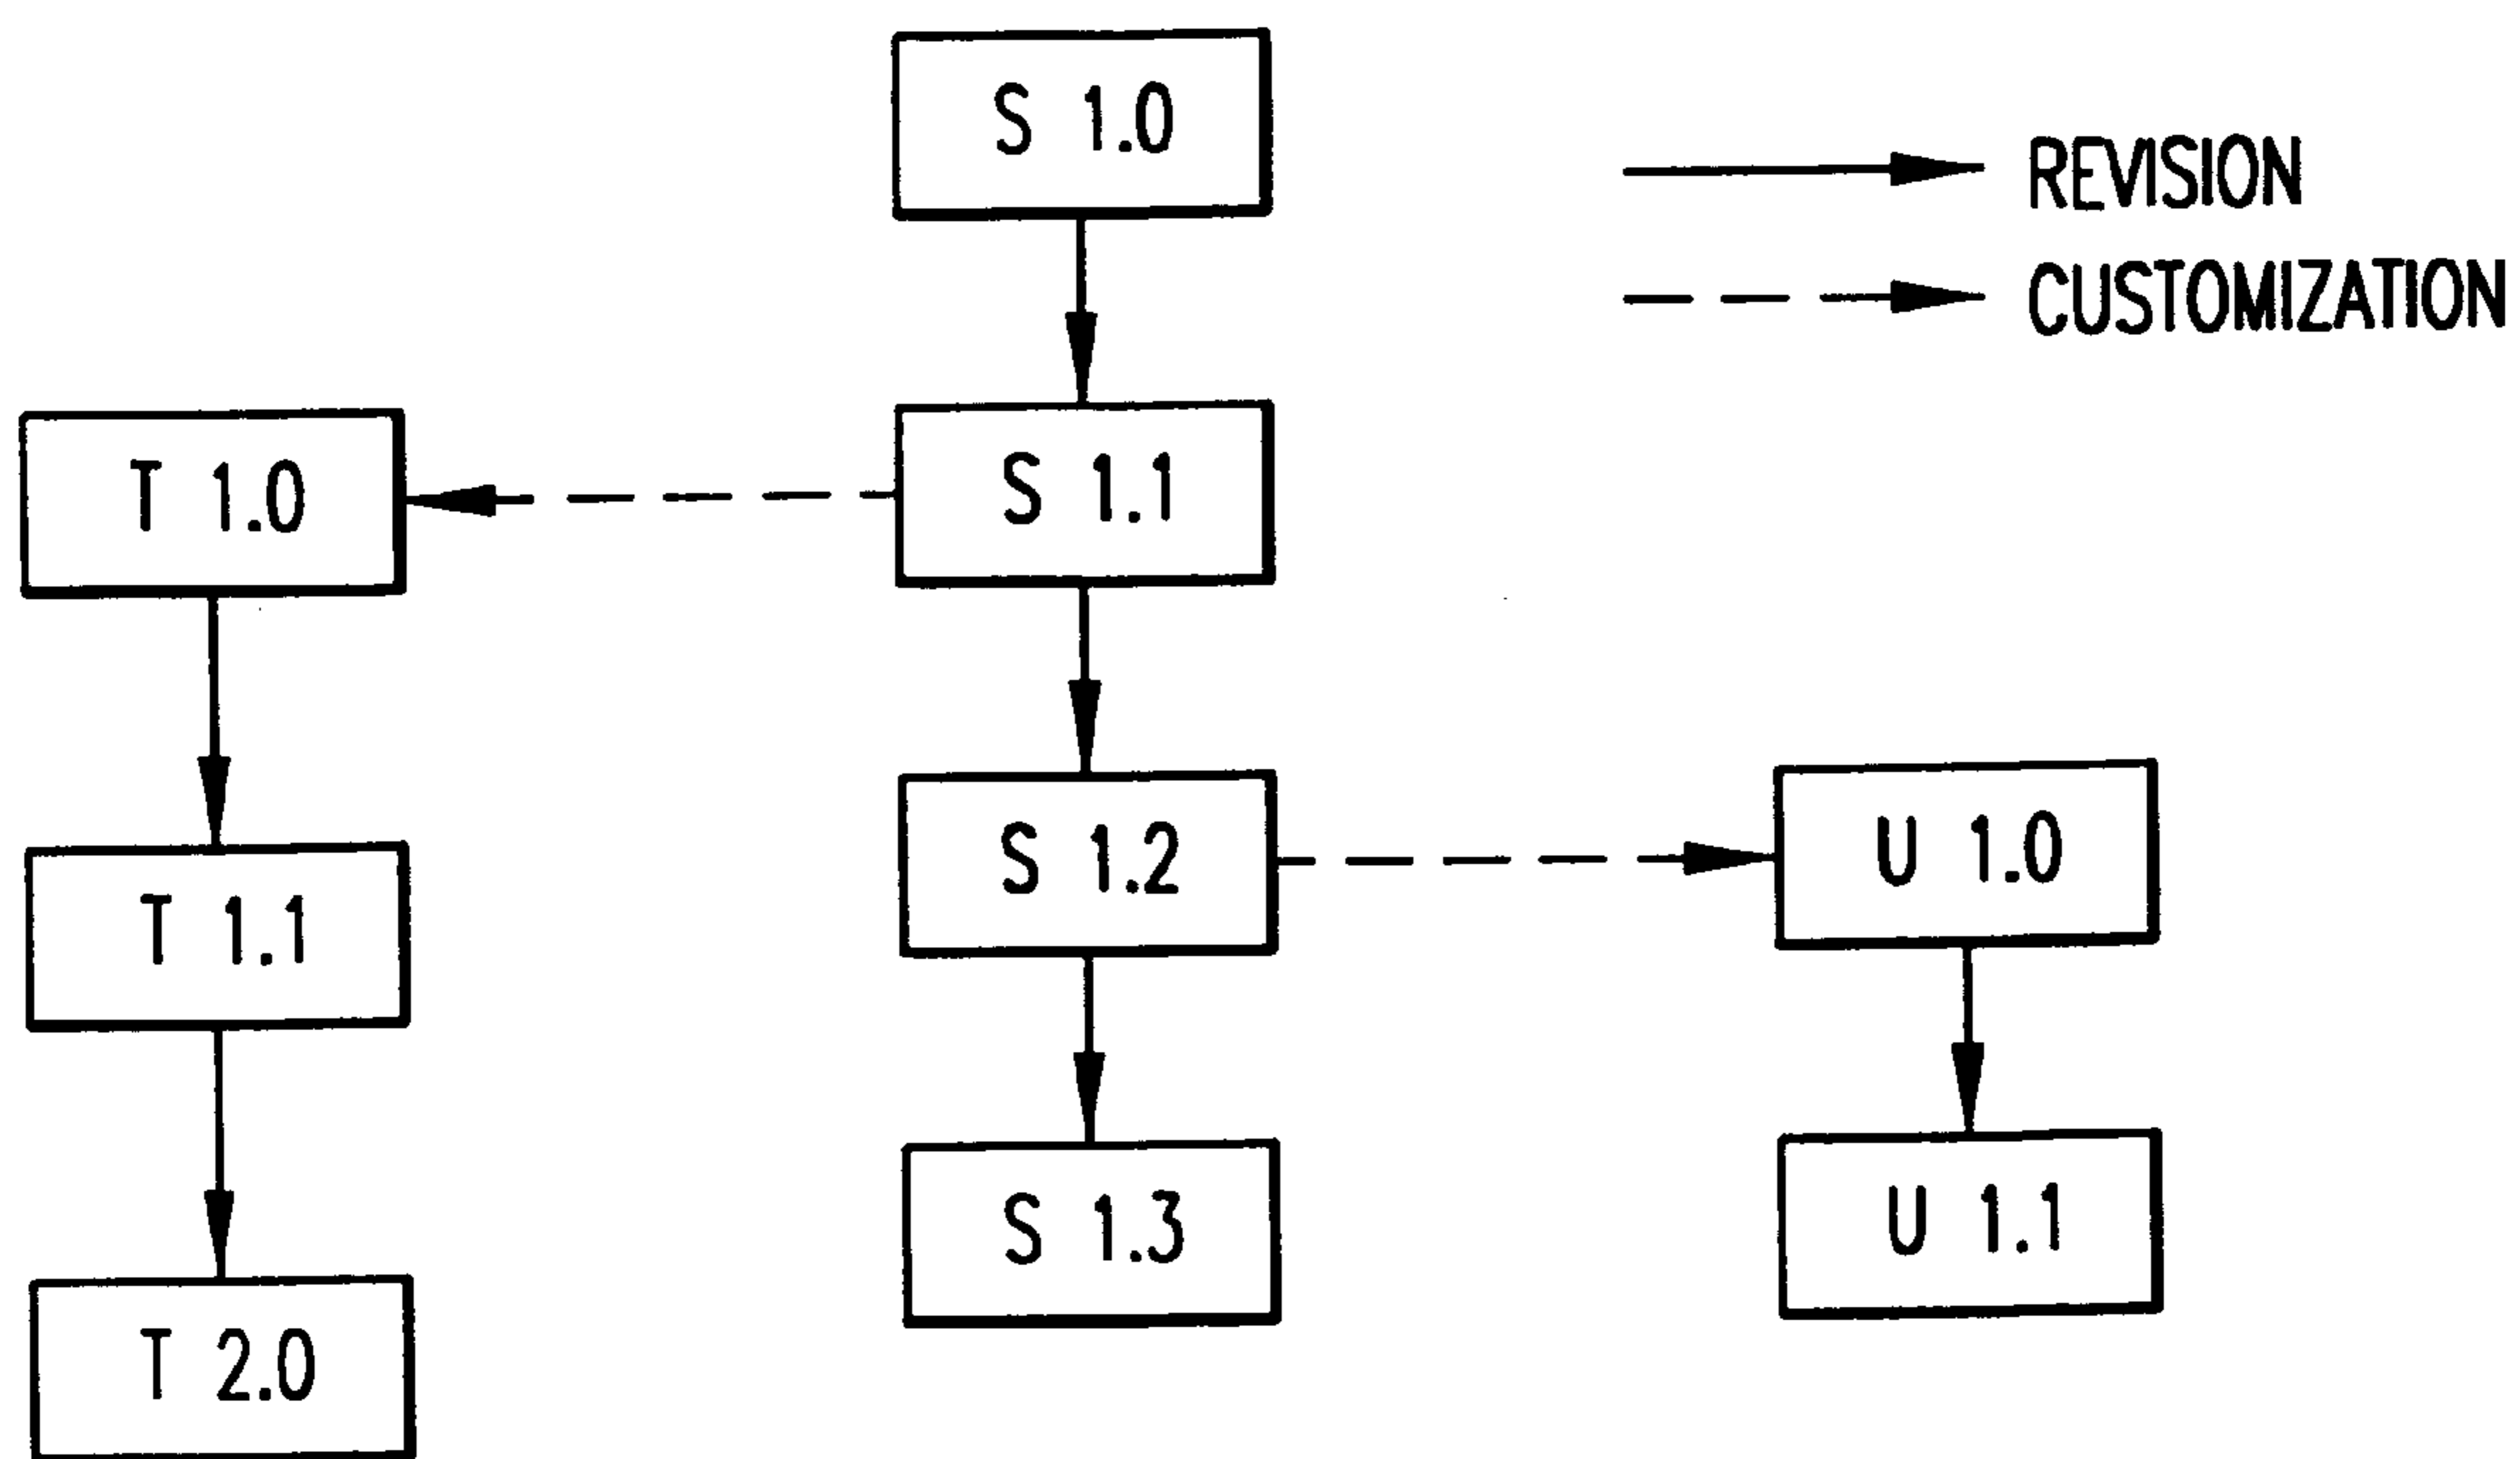 S 1.0
REVISION
CUSTOMIZATION
T 1.0
S 1.1
S 1.2
U 1.0
T 1.1
S 1.3
U 1.1
T 2.0